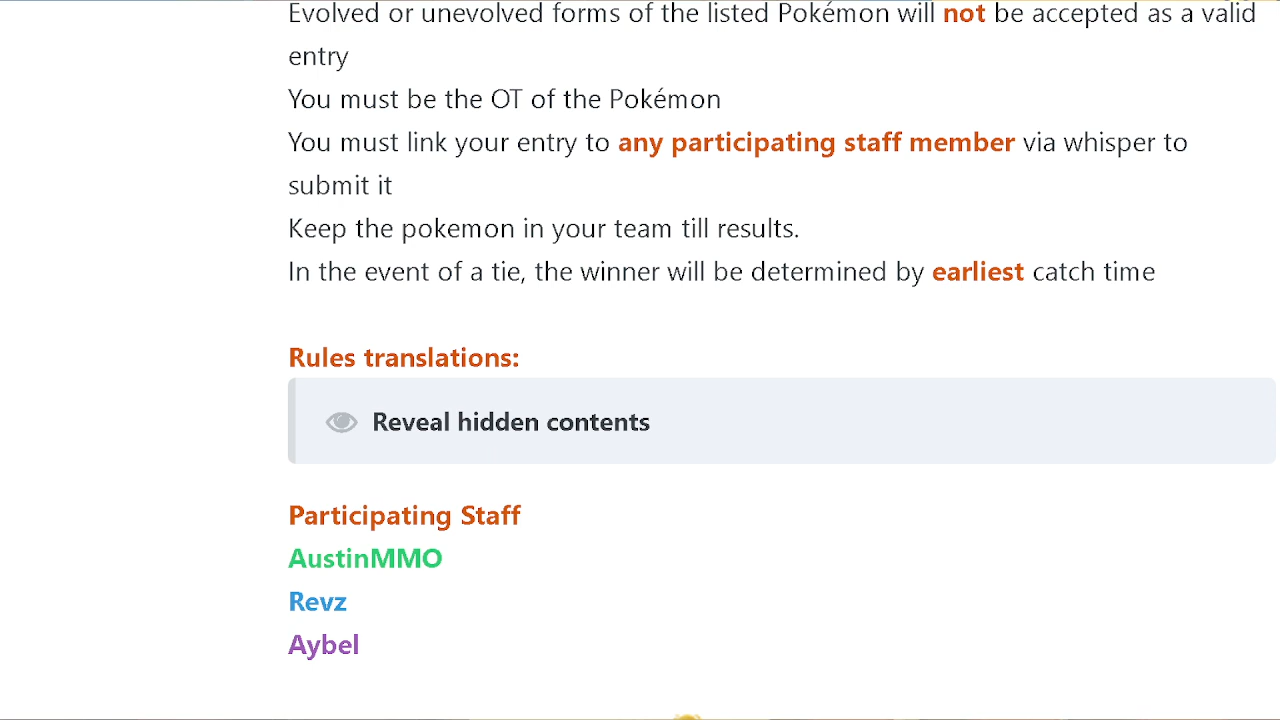 Evolved or unevolved forms of the listed Pokémon will not be accepted as a valid
entry
You must be the OT of the Pokémon
You must link your entry to any participating staff member via whisper to
submit it
Keep the pokemon in your team till results.
In the event of a tie, the winner will be determined by earliest catch time
Rules translations:
Reveal hidden contents
Participating Staff
AustinMMO
Revz
Aybel